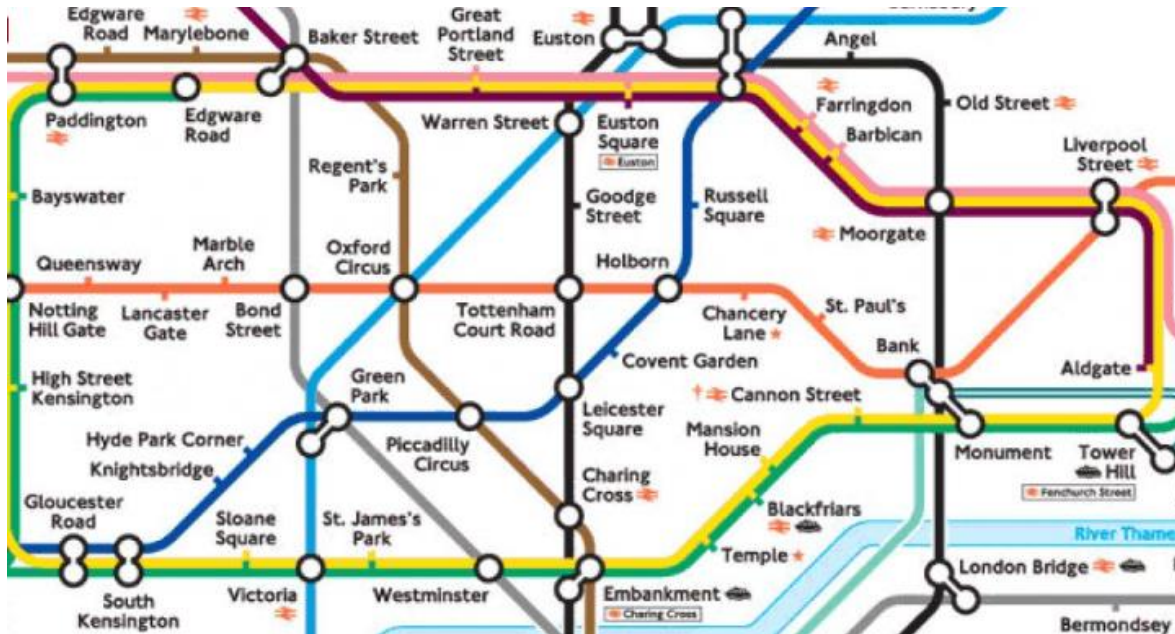 Edgware
Road
Marylebone
Baker Street
Great
Portland
Street
Euston
Angel
Paddington
Edgware
Road
Warren Street
Euston
Square
Euston
Farringdon
Barbican
Old Street
Liverpool
Street
Bayswater
Regent's
Park
Goodge
Street
Russell
Square
Moorgate
Queensway
Marble
Arch
Oxford
Circus
Holborn
Notting
Hill Gate
Lancaster
Gate
Bond
Street
Tottenham
Court Road
Chancery
Lane
St. Paul's
Bank
Covent Garden
Aldgate
High Street
Kensington
Green
Park
Cannon Street
Hyde Park Corner
Piccadilly
Circus
Leicester
Square
Mansion
House
Monument
Tower
Hill
Fenchurch Street
Knightsbridge
Charing
Cross
Gloucester
Road
Sloane
Square
St. James's
Park
Blackfriars
Temple
River Thame
South
Kensington
Victoria
Westminster
Embankment
Charing Cross
London Bridge
Bermondsey